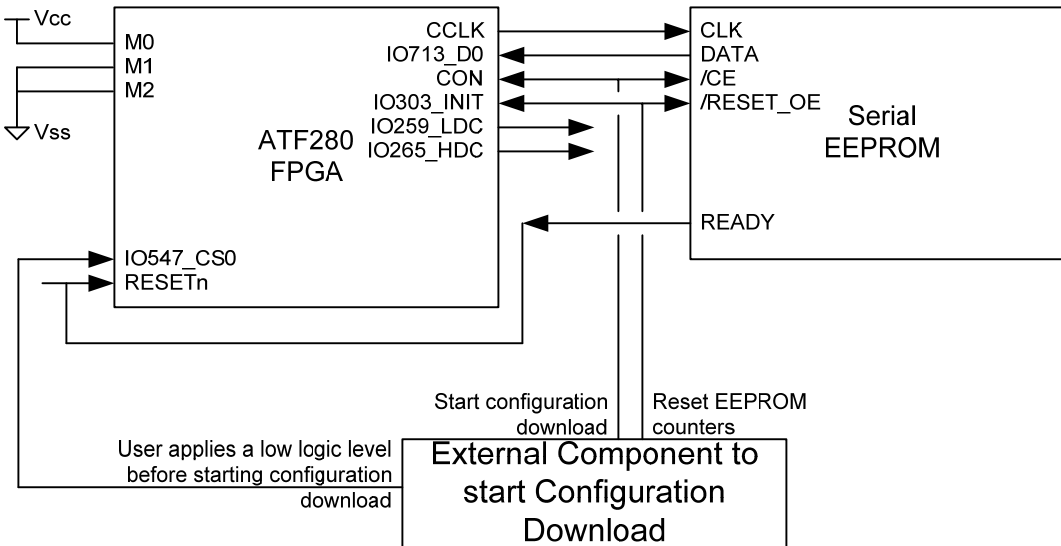 Vcc
M0
M1
M2
Vss
ATF280
FPGA
CCLK
IO713_D0
CON
IO303_INIT
IO259_LDC
IO265_HDC
IO547_CS0
RESETn
CLK
DATA
/CE
/RESET_OE
Serial
EEPROM
READY
Start configuration
download
Reset EEPROM
counters
User applies a low logic level
before starting configuration
download
External Component to
start Configuration
Download